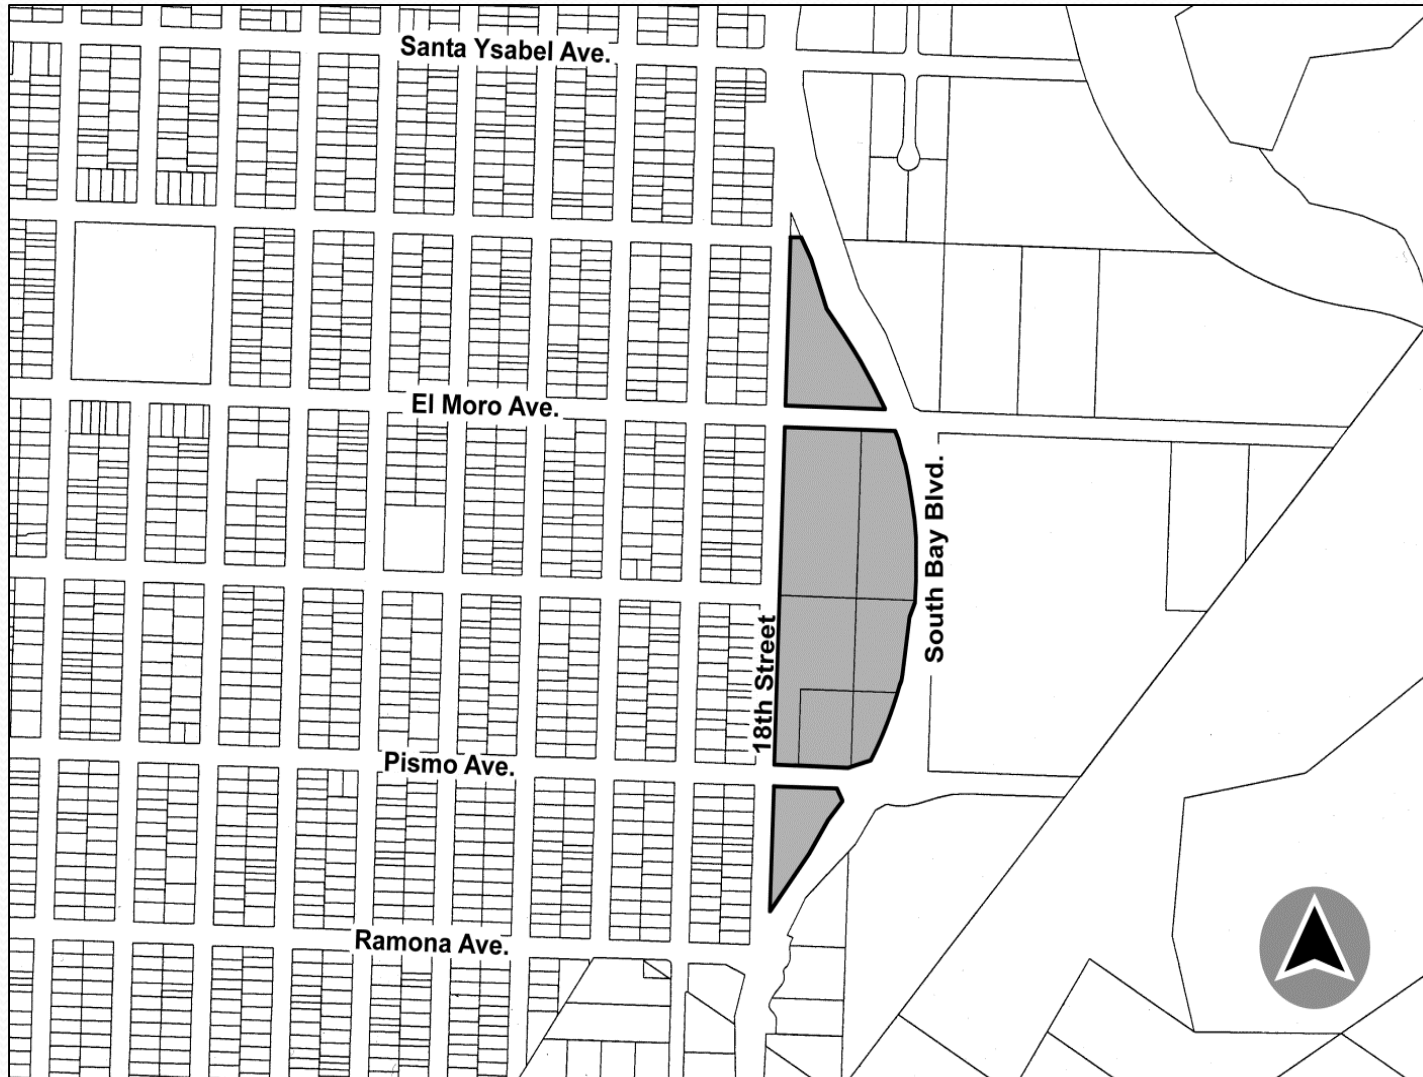 Santa Ysabel Ave.
El Moro Ave.
South Bay Blvd.
18th Street
Pismo Ave.
Ramona Ave.